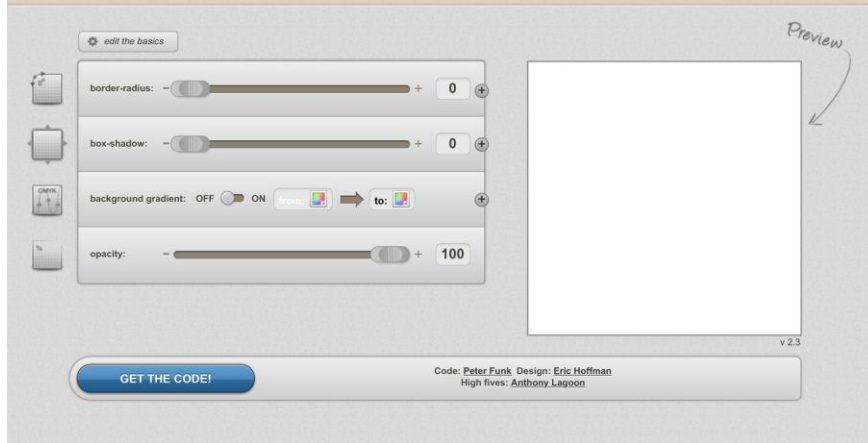 edit the basics
Preview
border-radius: - + 0 +
box-shadow: - + 0 +
CMYK
background gradient: OFF ON from: to: +
%
opacity: - + 100
v 2.3
GET THE CODE!
Code: Peter Funk Design: Eric Hoffman
High fives: Anthony Lagoon